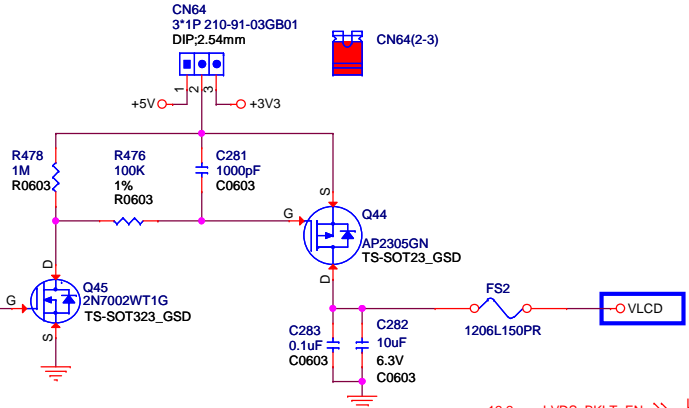 CN64
3*1P 210-91-03GB01
DIP;2.54mm
CN64(2-3)
1
2
3
+5V
+3V3
R478
1M
R0603
R476
100K
1%
R0603
C281
1000pF
C0603
S
G
Q44
AP2305GN
TS-SOT23_GSD
D
D
Q45
2N7002WT1G
TS-SOT323_GSD
G
S
FS2
1206L150PR
VLCD
C283
0.1uF
C0603
C282
10uF
6.3V
C0603